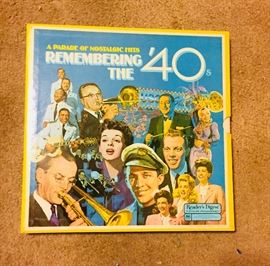 A PARADE OF NOSTALGIC HITS
REMEMBERING
THE '40s
Reader's Digest